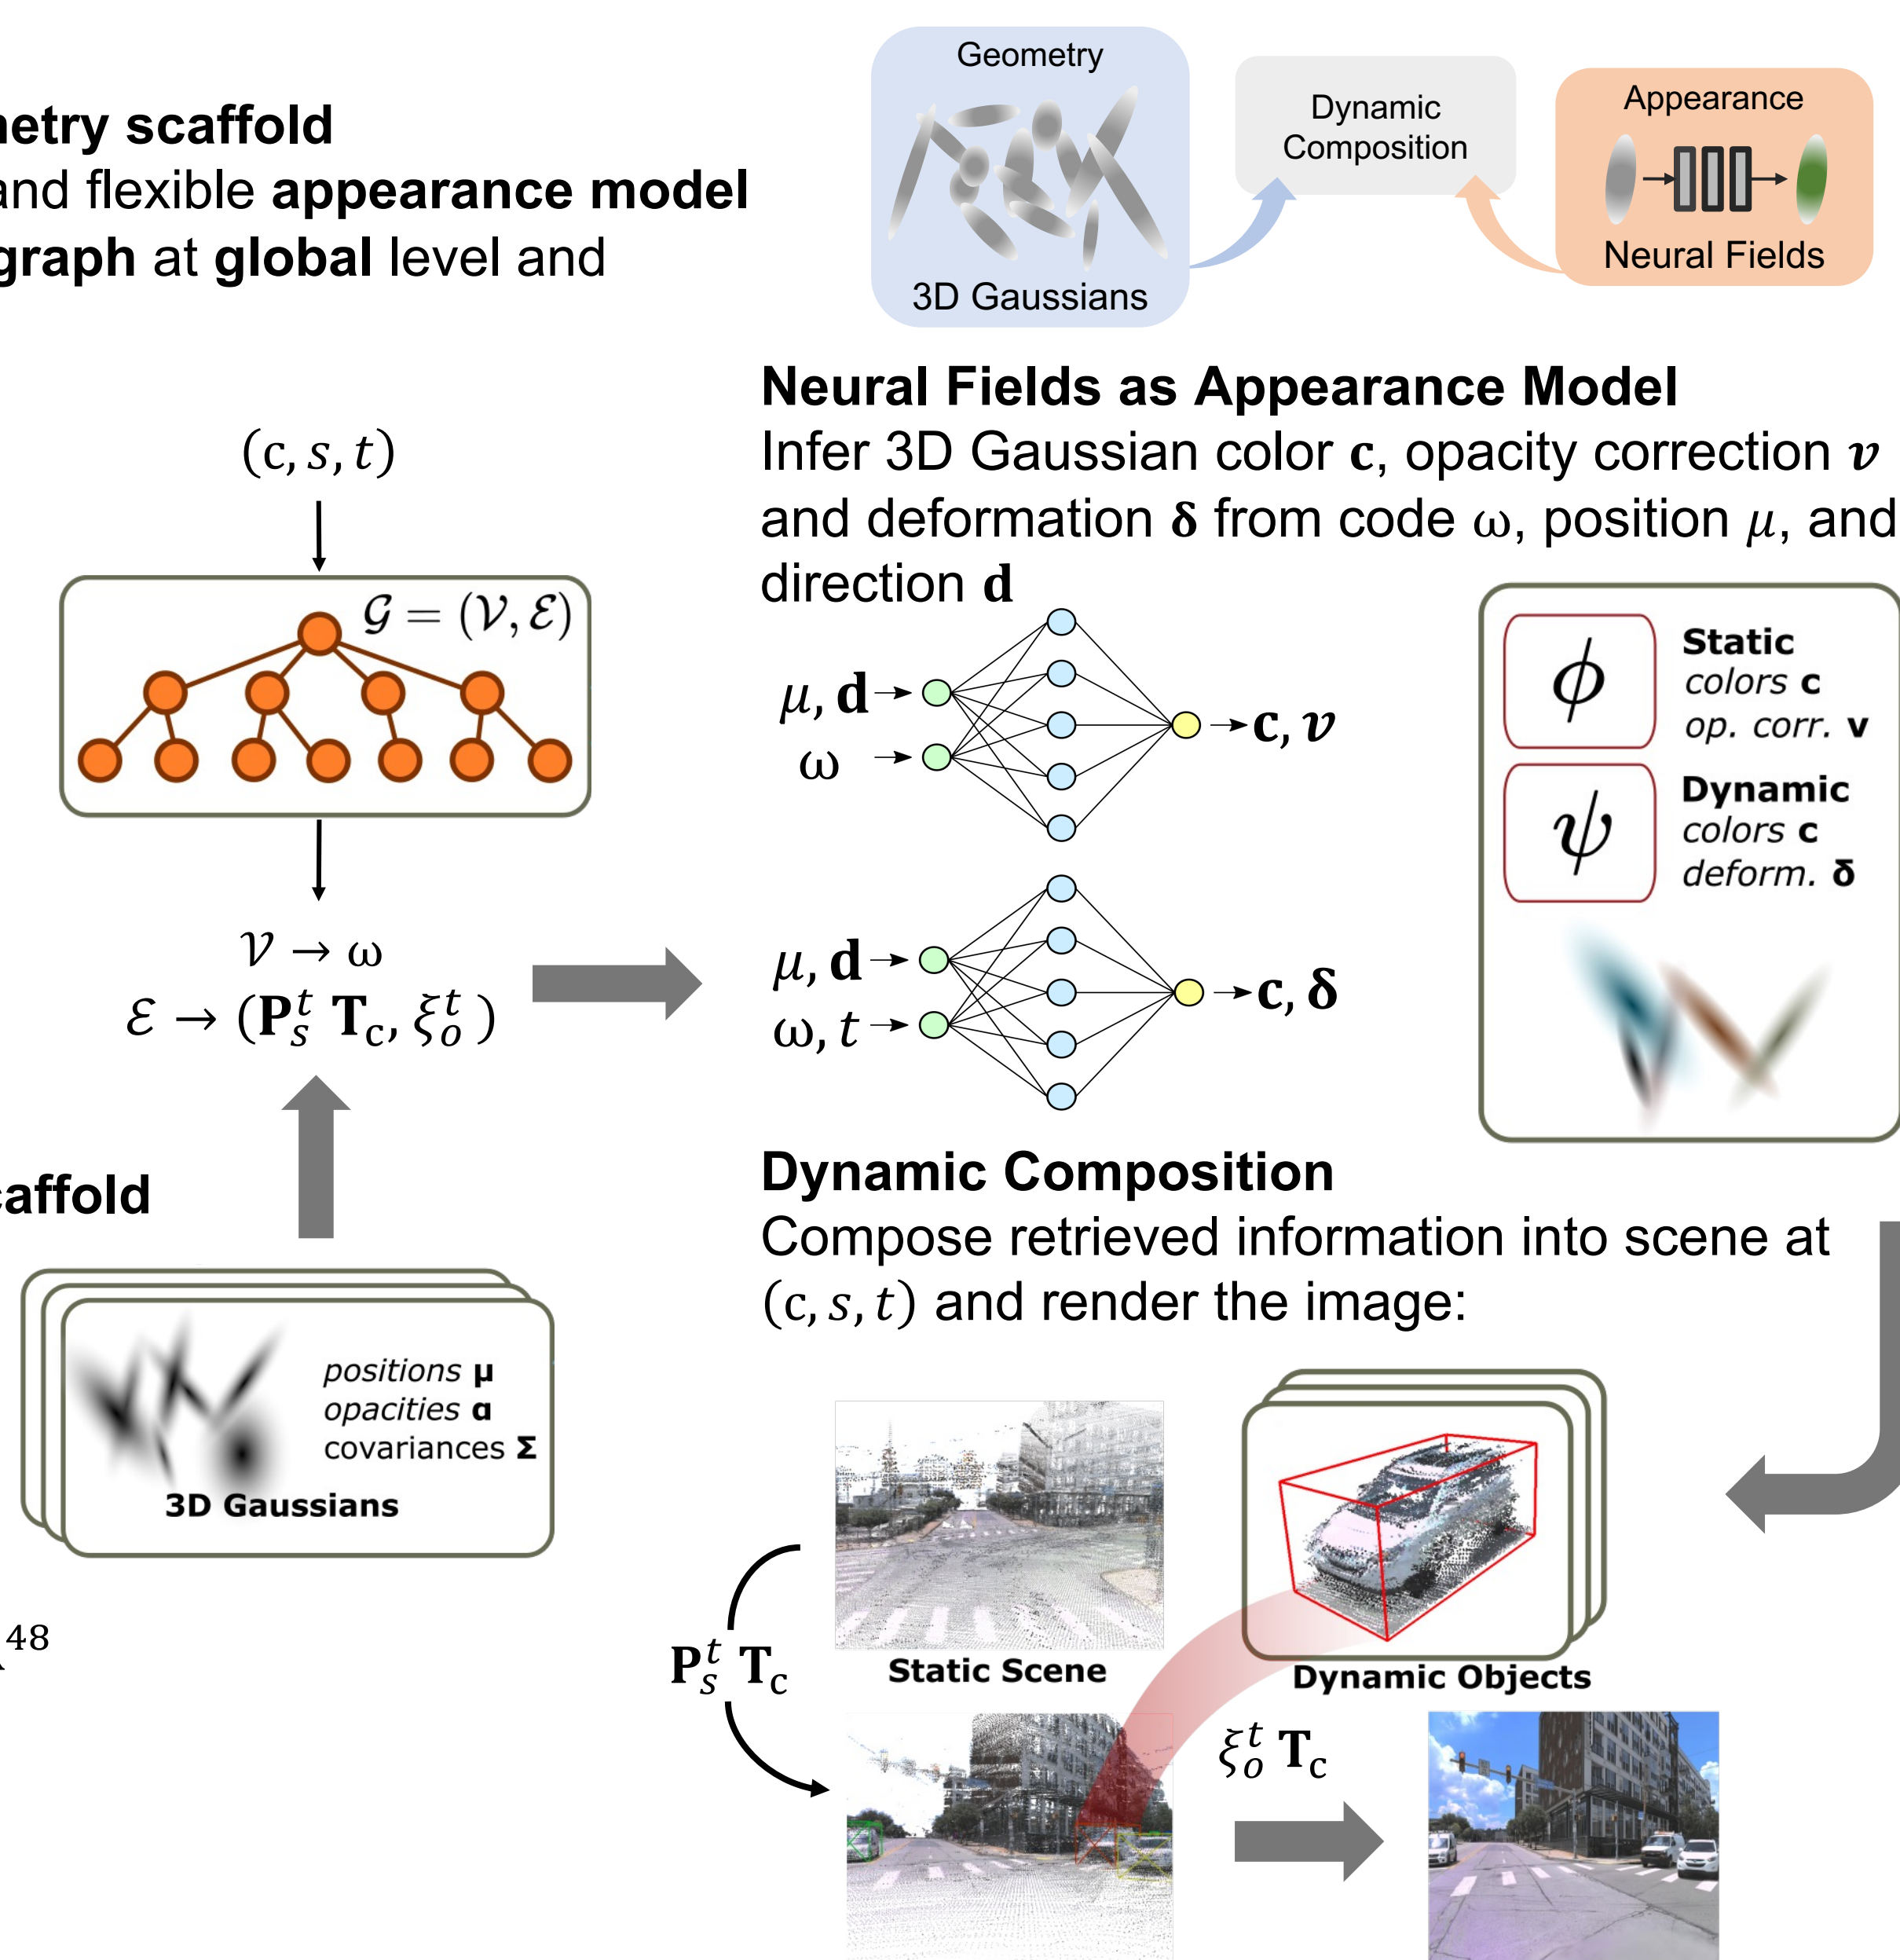 Geometry
3D Gaussians
Dynamic
Composition
Appearance
Neural Fields
scaffold
and flexible appearance model
graph at global level and
(c, s, t)
𝒢 = (𝒱, ℰ)
𝒱 → ω
ℰ → (P_s^t T_c, ξ_o^t)
positions μ
opacities α
covariances Σ
3D Gaussians
48
Neural Fields as Appearance Model
Infer 3D Gaussian color c, opacity correction v
and deformation δ from code ω, position μ, and
direction d
μ, d
ω
c, v
μ, d
ω, t
c, δ
ϕ
Static
colors c
op. corr. v
ψ
Dynamic
colors c
deform. δ
Dynamic Composition
Compose retrieved information into scene at
(c, s, t) and render the image:
P_s^t T_c
Static Scene
Dynamic Objects
ξ_o^t T_c